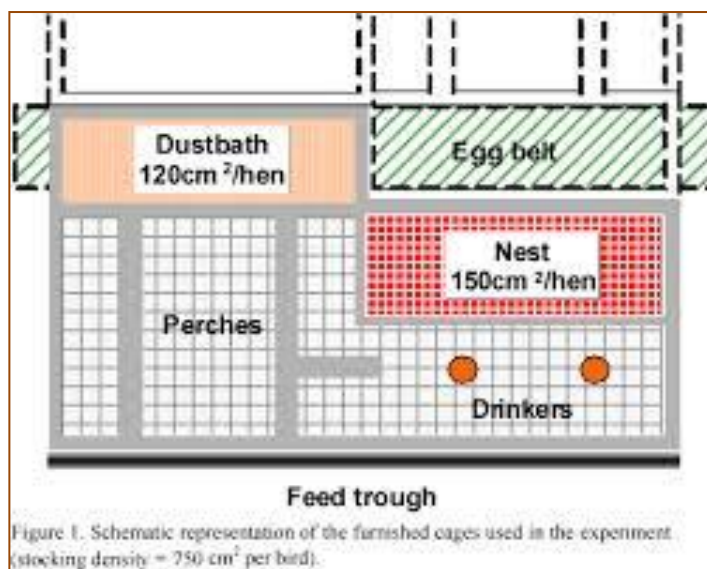 Dustbath
120cm ²/hen
Egg belt
Nest
150cm ²/hen
Perches
Drinkers
Feed trough
Figure 1. Schematic representation of the furnished cages used in the experiment
(stocking density = 750 cm² per bird).